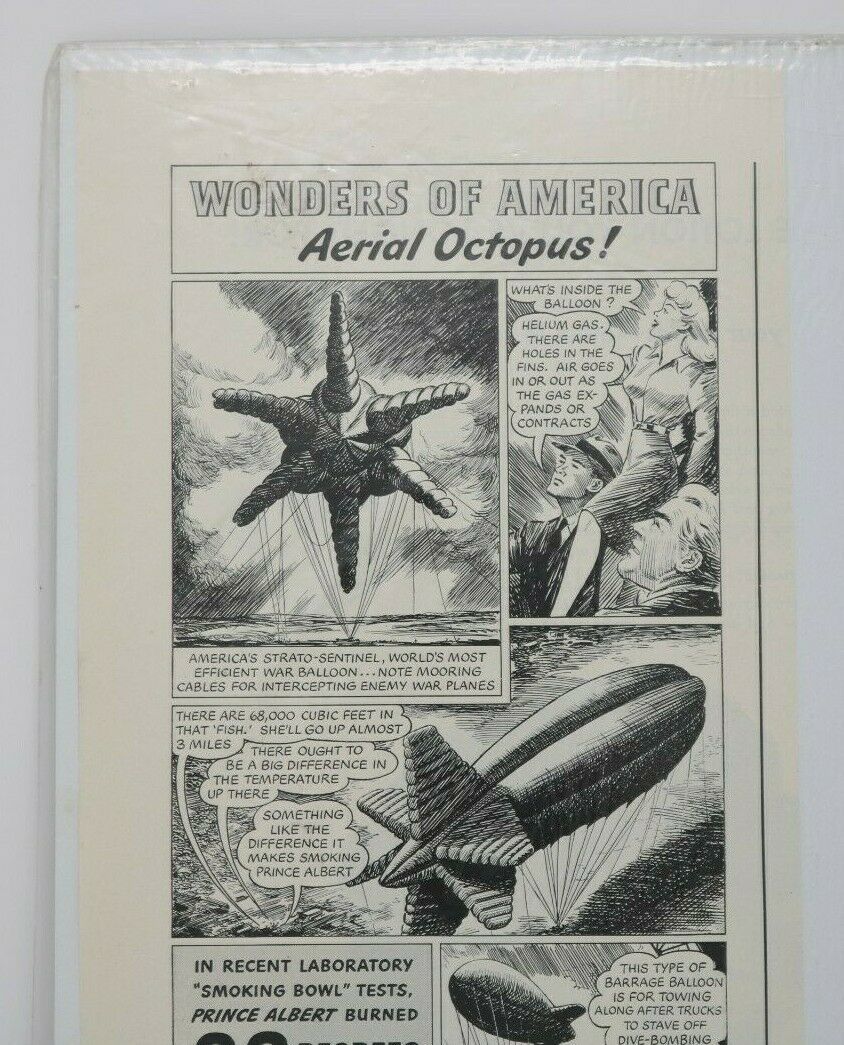 WONDERS OF AMERICA
Aerial Octopus!
WHAT'S INSIDE THE
BALLOON?
HELIUM GAS.
THERE ARE
HOLES IN THE
FINS. AIR GOES
IN OR OUT AS
THE GAS EX-
PANDS OR
CONTRACTS
AMERICA'S STRATO-SENTINEL, WORLD'S MOST
EFFICIENT WAR BALLOON...NOTE MOORING
CABLES FOR INTERCEPTING ENEMY WAR PLANES
THERE ARE 68,000 CUBIC FEET IN
THAT 'FISH.' SHE'LL GO UP ALMOST
3 MILES
THERE OUGHT TO
BE A BIG DIFFERENCE IN
THE TEMPERATURE
UP THERE
SOMETHING
LIKE THE
DIFFERENCE IT
MAKES SMOKING
PRINCE ALBERT
IN RECENT LABORATORY
"SMOKING BOWL" TESTS,
PRINCE ALBERT BURNED
DEGREES
THIS TYPE OF
BARRAGE BALLOON
IS FOR TOWING
ALONG AFTER TRUCKS
TO STAVE OFF
DIVE-BOMBING